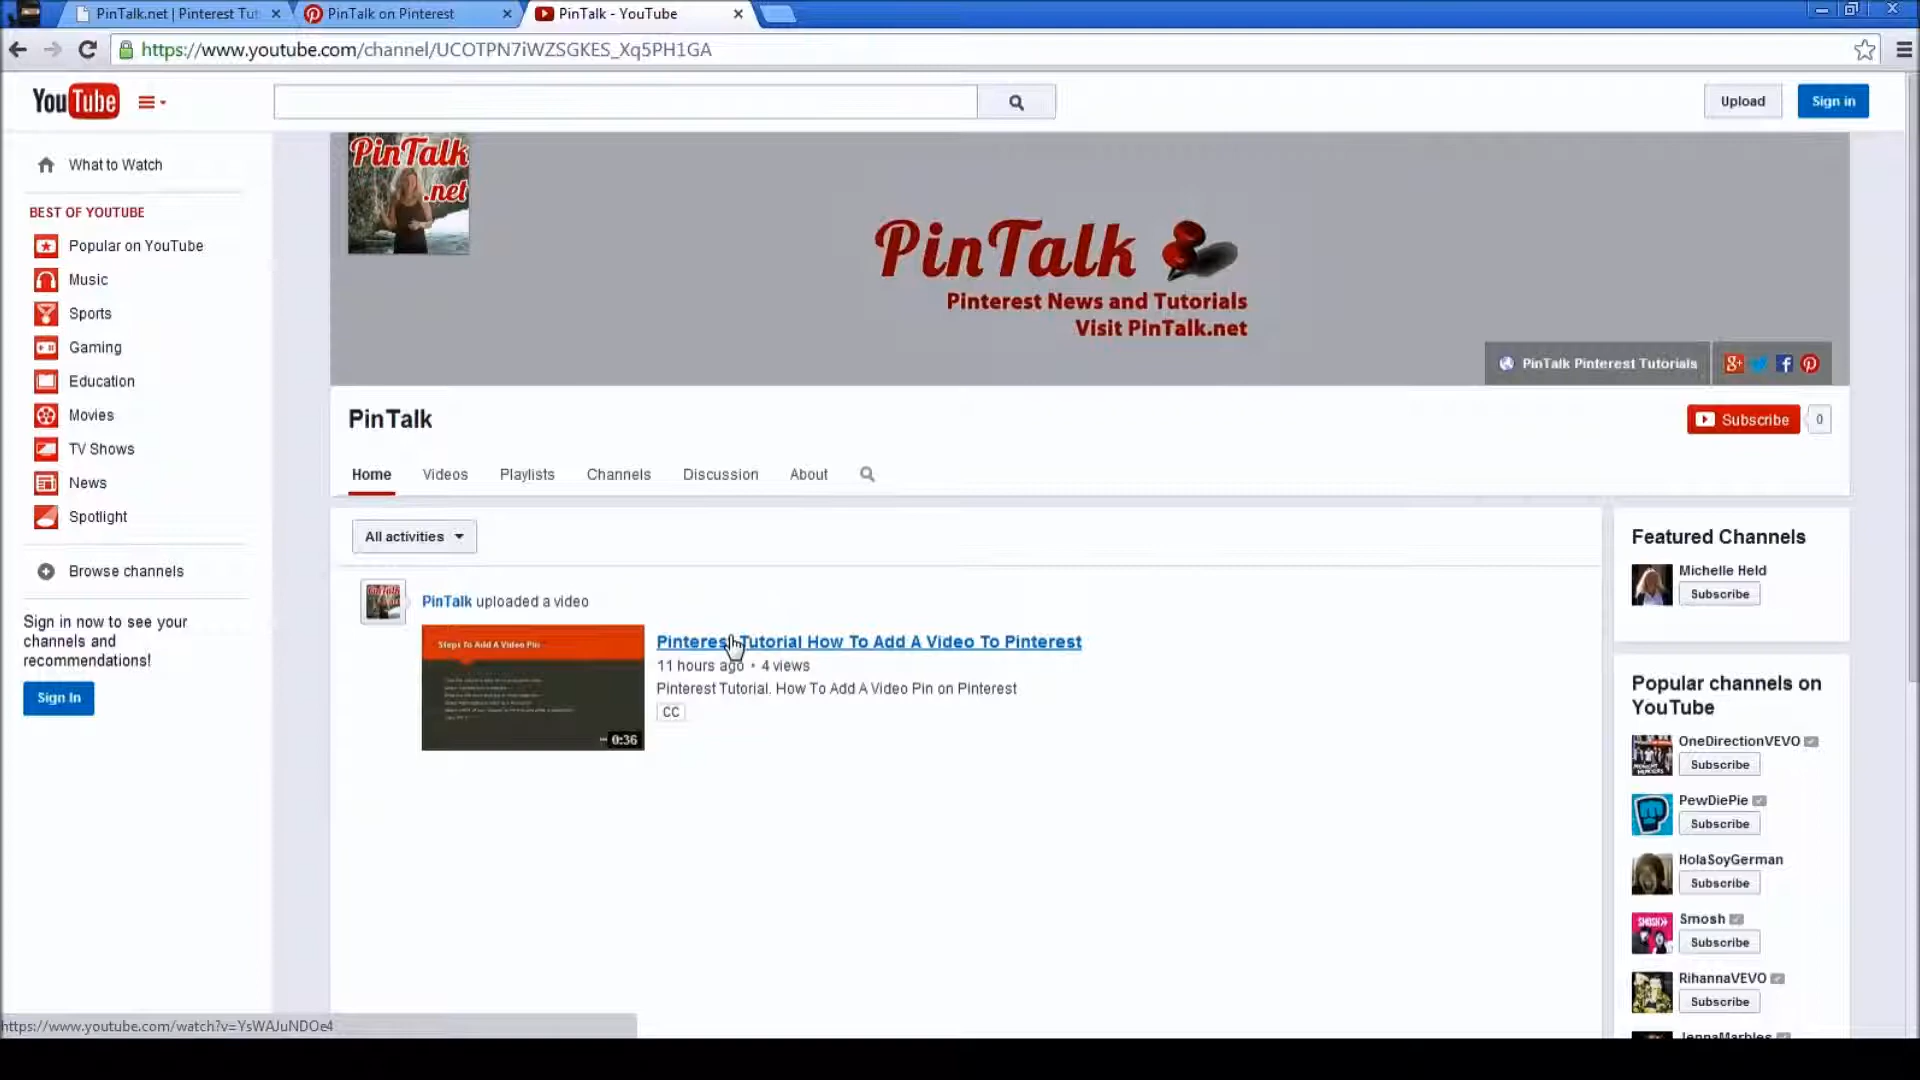 PinTalk.net | Pinterest Tut
PinTalk on Pinterest
PinTalk - YouTube
https://www.youtube.com/channel/UCOTPN7iWZSGKES_Xq5PH1GA
YouTube
Upload
Sign in
What to Watch
BEST OF YOUTUBE
Popular on YouTube
Music
Sports
Gaming
Education
Movies
TV Shows
News
Spotlight
Browse channels
Sign in now to see your
channels and
recommendations!
Sign In
PinTalk
.net
PinTalk
Pinterest News and Tutorials
Visit PinTalk.net
PinTalk Pinterest Tutorials
PinTalk
Subscribe
0
Home
Videos
Playlists
Channels
Discussion
About
All activities
PinTalk uploaded a video
Steps To Add A Video Pin
0:36
Pinterest Tutorial How To Add A Video To Pinterest
11 hours ago • 4 views
Pinterest Tutorial. How To Add A Video Pin on Pinterest
CC
Featured Channels
Michelle Held
Subscribe
Popular channels on
YouTube
OneDirectionVEVO
Subscribe
PewDiePie
Subscribe
HolaSoyGerman
Subscribe
Smosh
Subscribe
RihannaVEVO
Subscribe
JennaMarbles
https://www.youtube.com/watch?v=YsWAJuNDOe4